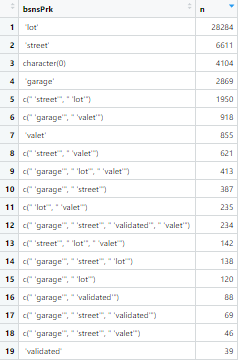 bsnsPrk n
1 'lot' 28284
2 'street' 6611
3 character(0) 4104
4 'garage' 2869
5 c(" 'street'", " 'lot'") 1950
6 c(" 'garage'", " 'valet'") 918
7 'valet' 855
8 c(" 'street'", " 'valet'") 621
9 c(" 'garage'", " 'lot'", " 'valet'") 413
10 c(" 'garage'", " 'street'") 387
11 c(" 'lot'", " 'valet'") 235
12 c(" 'garage'", " 'street'", " 'validated'", " 'valet'") 234
13 c(" 'street'", " 'lot'", " 'valet'") 142
14 c(" 'garage'", " 'street'", " 'lot'") 138
15 c(" 'garage'", " 'lot'") 120
16 c(" 'garage'", " 'validated'") 88
17 c(" 'garage'", " 'street'", " 'validated'") 69
18 c(" 'garage'", " 'street'", " 'valet'") 46
19 'validated' 39